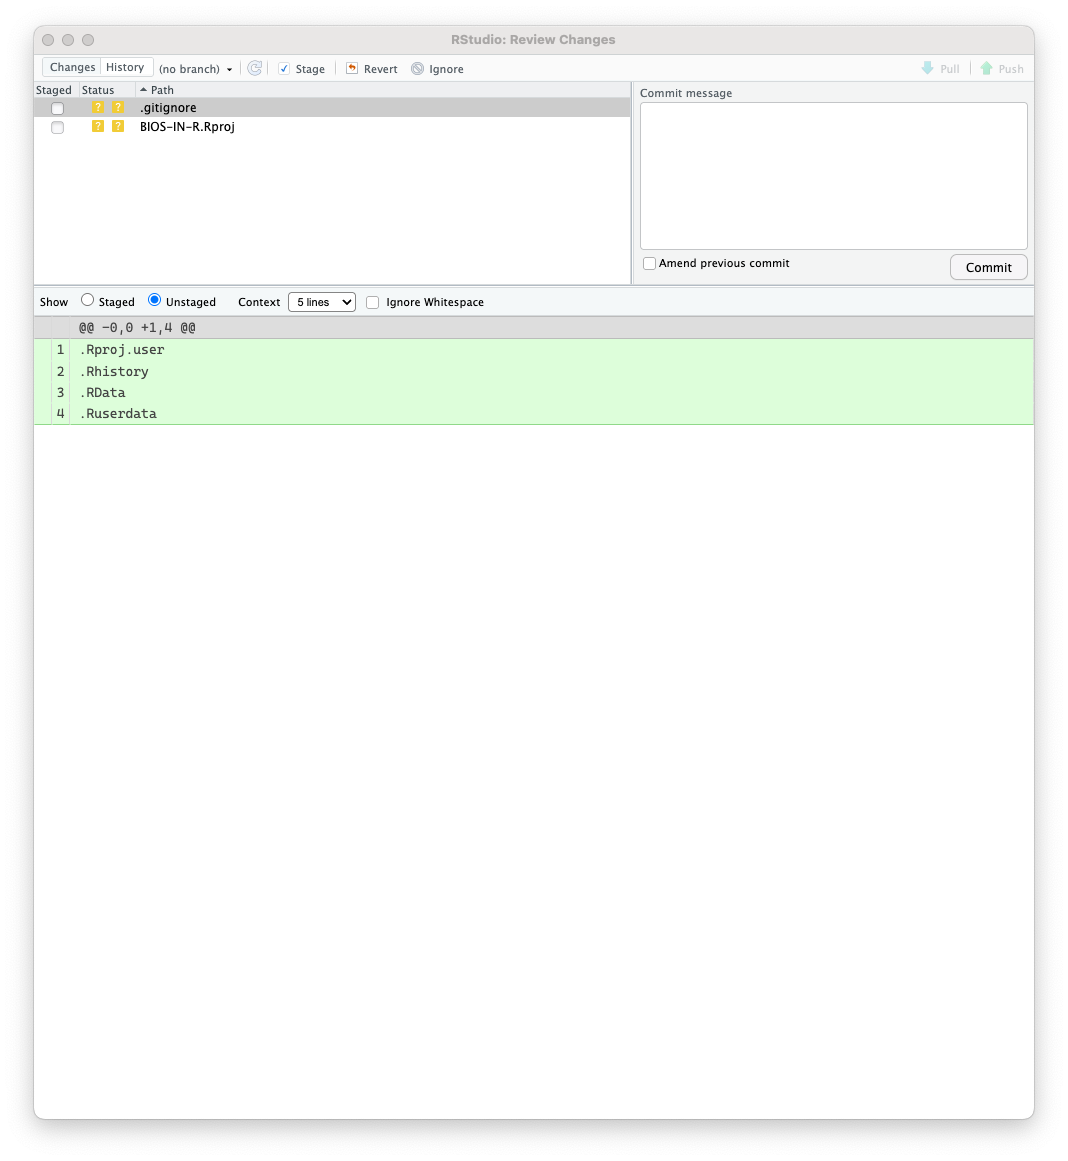 RStudio: Review Changes
Changes History (no branch) Stage Revert Ignore Pull Push
Staged Status Path
? ? .gitignore
? ? BIOS-IN-R.Rproj
Commit message
Amend previous commit
Commit
Show Staged Unstaged Context 5 lines Ignore Whitespace
@@ -0,0 +1,4 @@
1 .Rproj.user
2 .Rhistory
3 .RData
4 .Ruserdata